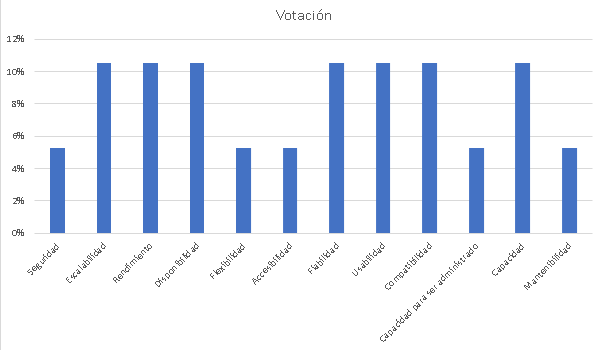 Votación
12%
10%
8%
6%
4%
2%
0%
Seguridad
Escalabilidad
Rendimiento
Disponibilidad
Flexibilidad
Accesibilidad
Fiabilidad
Usabilidad
Compatibilidad
Capacidad para ser administrado
Capacidad
Mantenibilidad